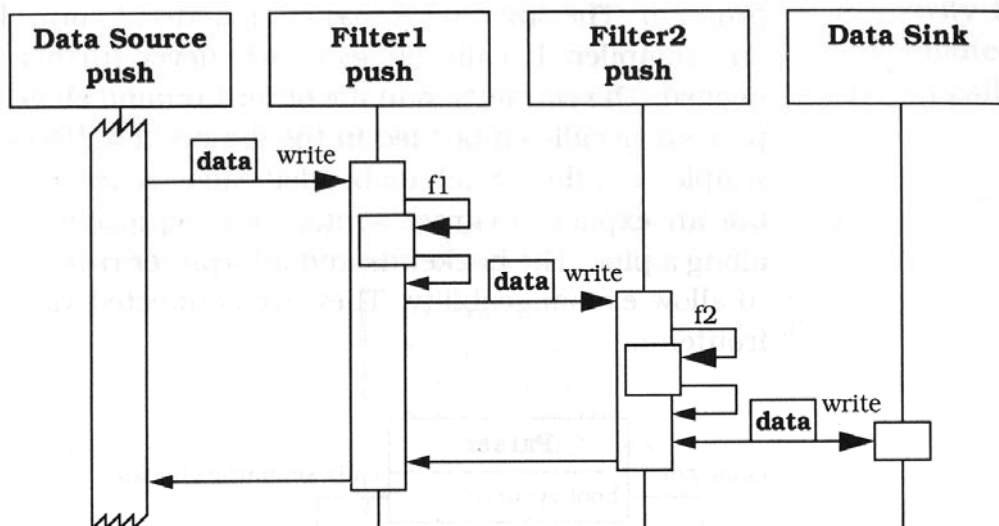 Data Source
push
Filter1
push
Filter2
push
Data Sink
data
write
f1
data
write
f2
data
write